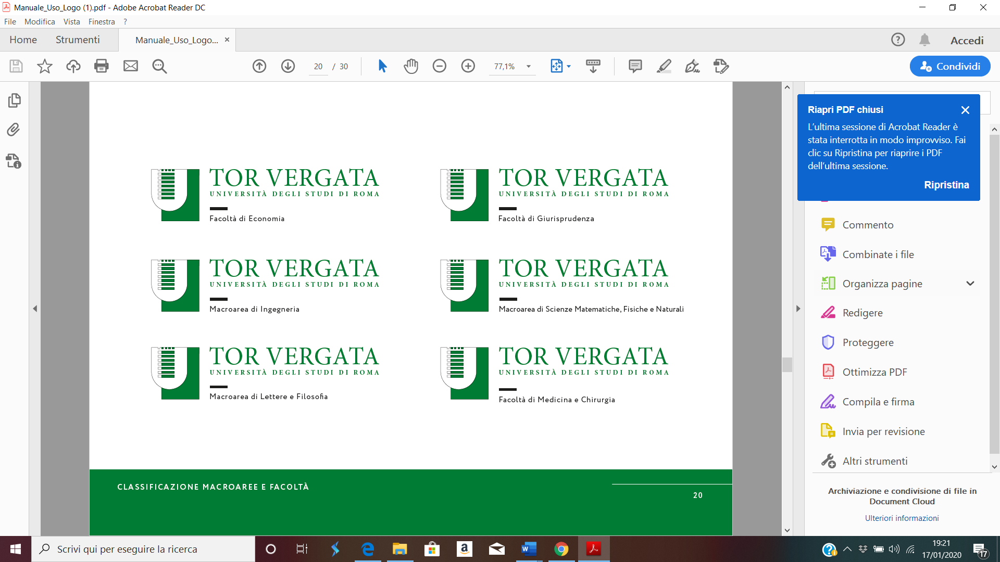 Manuale_Uso_Logo (1).pdf - Adobe Acrobat Reader DC
File Modifica Vista Finestra ?
Home Strumenti Manuale_Uso_Logo... × Accedi
20 / 30 77,1% Condividi
Riapri PDF chiusi
L'ultima sessione di Acrobat Reader è
stata interrotta in modo improvviso. Fai
clic su Ripristina per riaprire i PDF
dell'ultima sessione.
Ripristina
TOR VERGATA
UNIVERSITÀ DEGLI STUDI DI ROMA
Facoltà di Economia
TOR VERGATA
UNIVERSITÀ DEGLI STUDI DI ROMA
Facoltà di Giurisprudenza
TOR VERGATA
UNIVERSITÀ DEGLI STUDI DI ROMA
Macroarea di Ingegneria
TOR VERGATA
UNIVERSITÀ DEGLI STUDI DI ROMA
Macroarea di Scienze Matematiche, Fisiche e Naturali
TOR VERGATA
UNIVERSITÀ DEGLI STUDI DI ROMA
Macroarea di Lettere e Filosofia
TOR VERGATA
UNIVERSITÀ DEGLI STUDI DI ROMA
Facoltà di Medicina e Chirurgia
CLASSIFICAZIONE MACROAREE E FACOLTÀ
20
Commento
Combinate i file
Organizza pagine
Redigere
Proteggere
Ottimizza PDF
Compila e firma
Invia per revisione
Altri strumenti
Archiviazione e condivisione di file in
Document Cloud
Ulteriori informazioni
Scrivi qui per eseguire la ricerca
19:21
17/01/2020
17